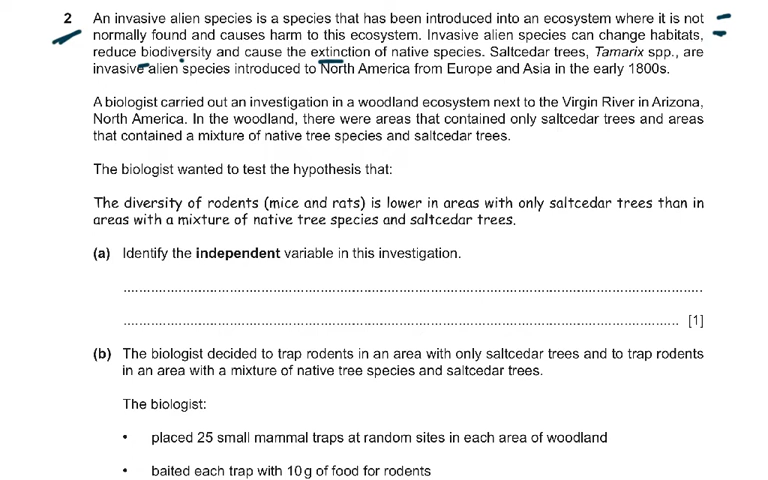 2 An invasive alien species is a species that has been introduced into an ecosystem where it is not
normally found and causes harm to this ecosystem. Invasive alien species can change habitats,
reduce biodiversity and cause the extinction of native species. Saltcedar trees, Tamarix spp., are
invasive alien species introduced to North America from Europe and Asia in the early 1800s.
A biologist carried out an investigation in a woodland ecosystem next to the Virgin River in Arizona,
North America. In the woodland, there were areas that contained only saltcedar trees and areas
that contained a mixture of native tree species and saltcedar trees.
The biologist wanted to test the hypothesis that:
The diversity of rodents (mice and rats) is lower in areas with only saltcedar trees than in
areas with a mixture of native tree species and saltcedar trees.
(a) Identify the independent variable in this investigation.
[1]
(b) The biologist decided to trap rodents in an area with only saltcedar trees and to trap rodents
in an area with a mixture of native tree species and saltcedar trees.
The biologist:
• placed 25 small mammal traps at random sites in each area of woodland
• baited each trap with 10g of food for rodents